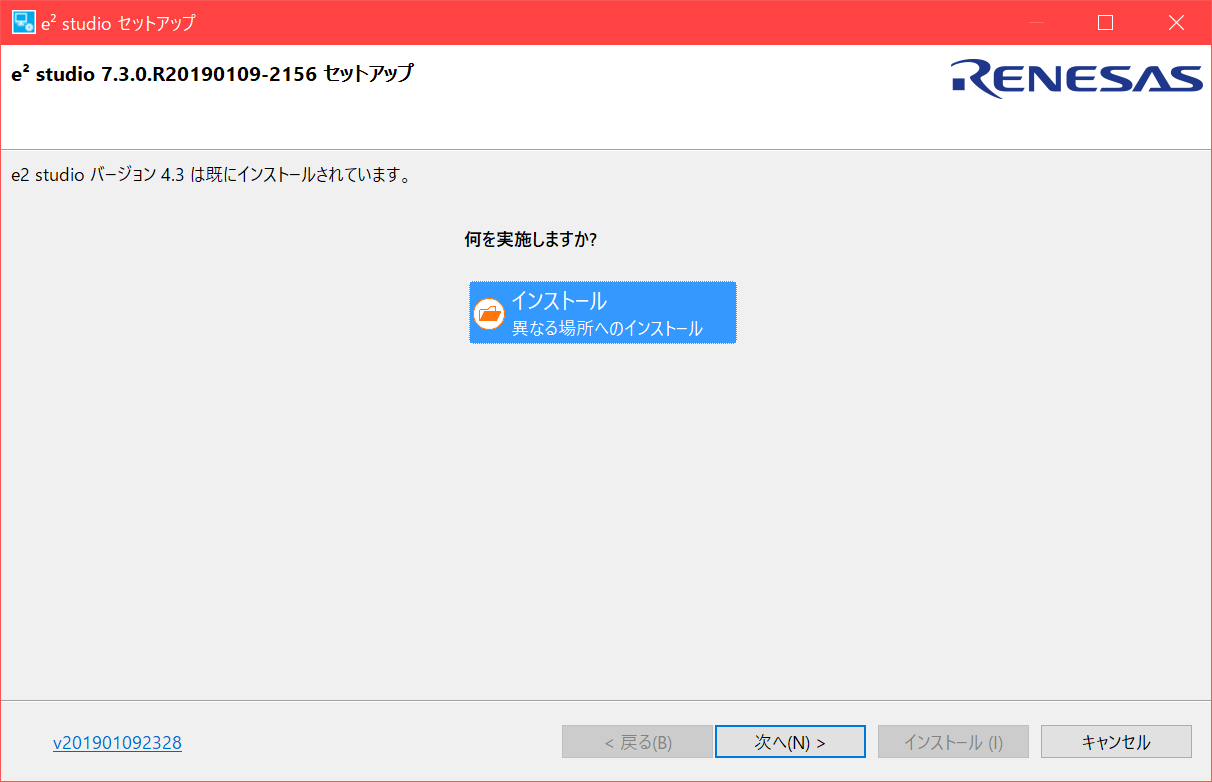 e² studio セットアップ
e² studio 7.3.0.R20190109-2156 セットアップ
RENESAS
e2 studio バージョン 4.3 は既にインストールされています。
何を実施しますか?
インストール
異なる場所へのインストール
v201901092328
< 戻る(B)
次へ(N) >
インストール (I)
キャンセル